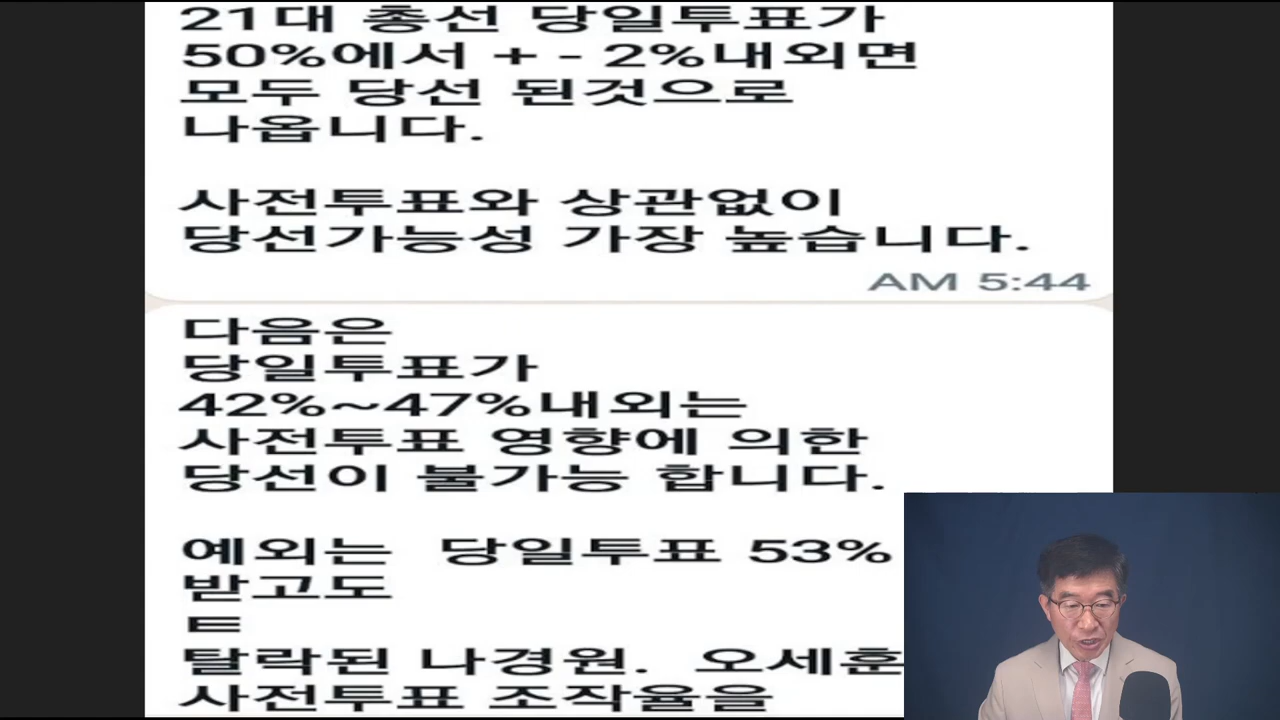 21대 총선 당일투표가
50%에서 + - 2%내외면
모두 당선 된것으로
나옵니다.
사전투표와 상관없이
당선가능성 가장 높습니다.
AM 5:44
다음은
당일투표가
42%~47%내외는
사전투표 영향에 의한
당선이 불가능 합니다.
예외는 당일투표 53%
받고도
ㅌ
탈락된 나경원. 오세훈
사전투표 조작율을